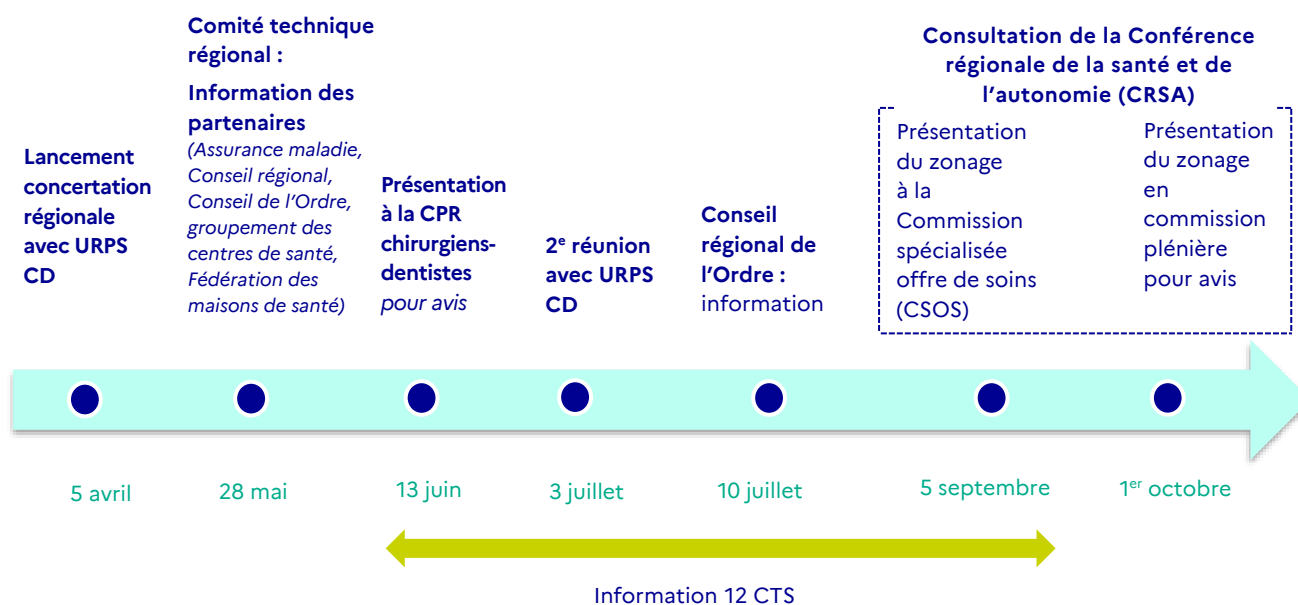 Lancement
concertation
régionale
avec URPS
CD
Comité technique
régional :
Information des
partenaires
(Assurance maladie,
Conseil régional,
Conseil de l’Ordre,
groupement des
centres de santé,
Fédération des
maisons de santé)
Présentation
à la CPR
chirurgiens-
dentistes
pour avis
2e réunion
avec URPS
CD
Conseil
régional de
l’Ordre :
information
Consultation de la Conférence
régionale de la santé et de
l’autonomie (CRSA)
Présentation
du zonage
à la
Commission
spécialisée
offre de soins
(CSOS)
Présentation
du zonage
en
commission
plénière
pour avis
5 avril
28 mai
13 juin
3 juillet
10 juillet
5 septembre
1er octobre
Information 12 CTS